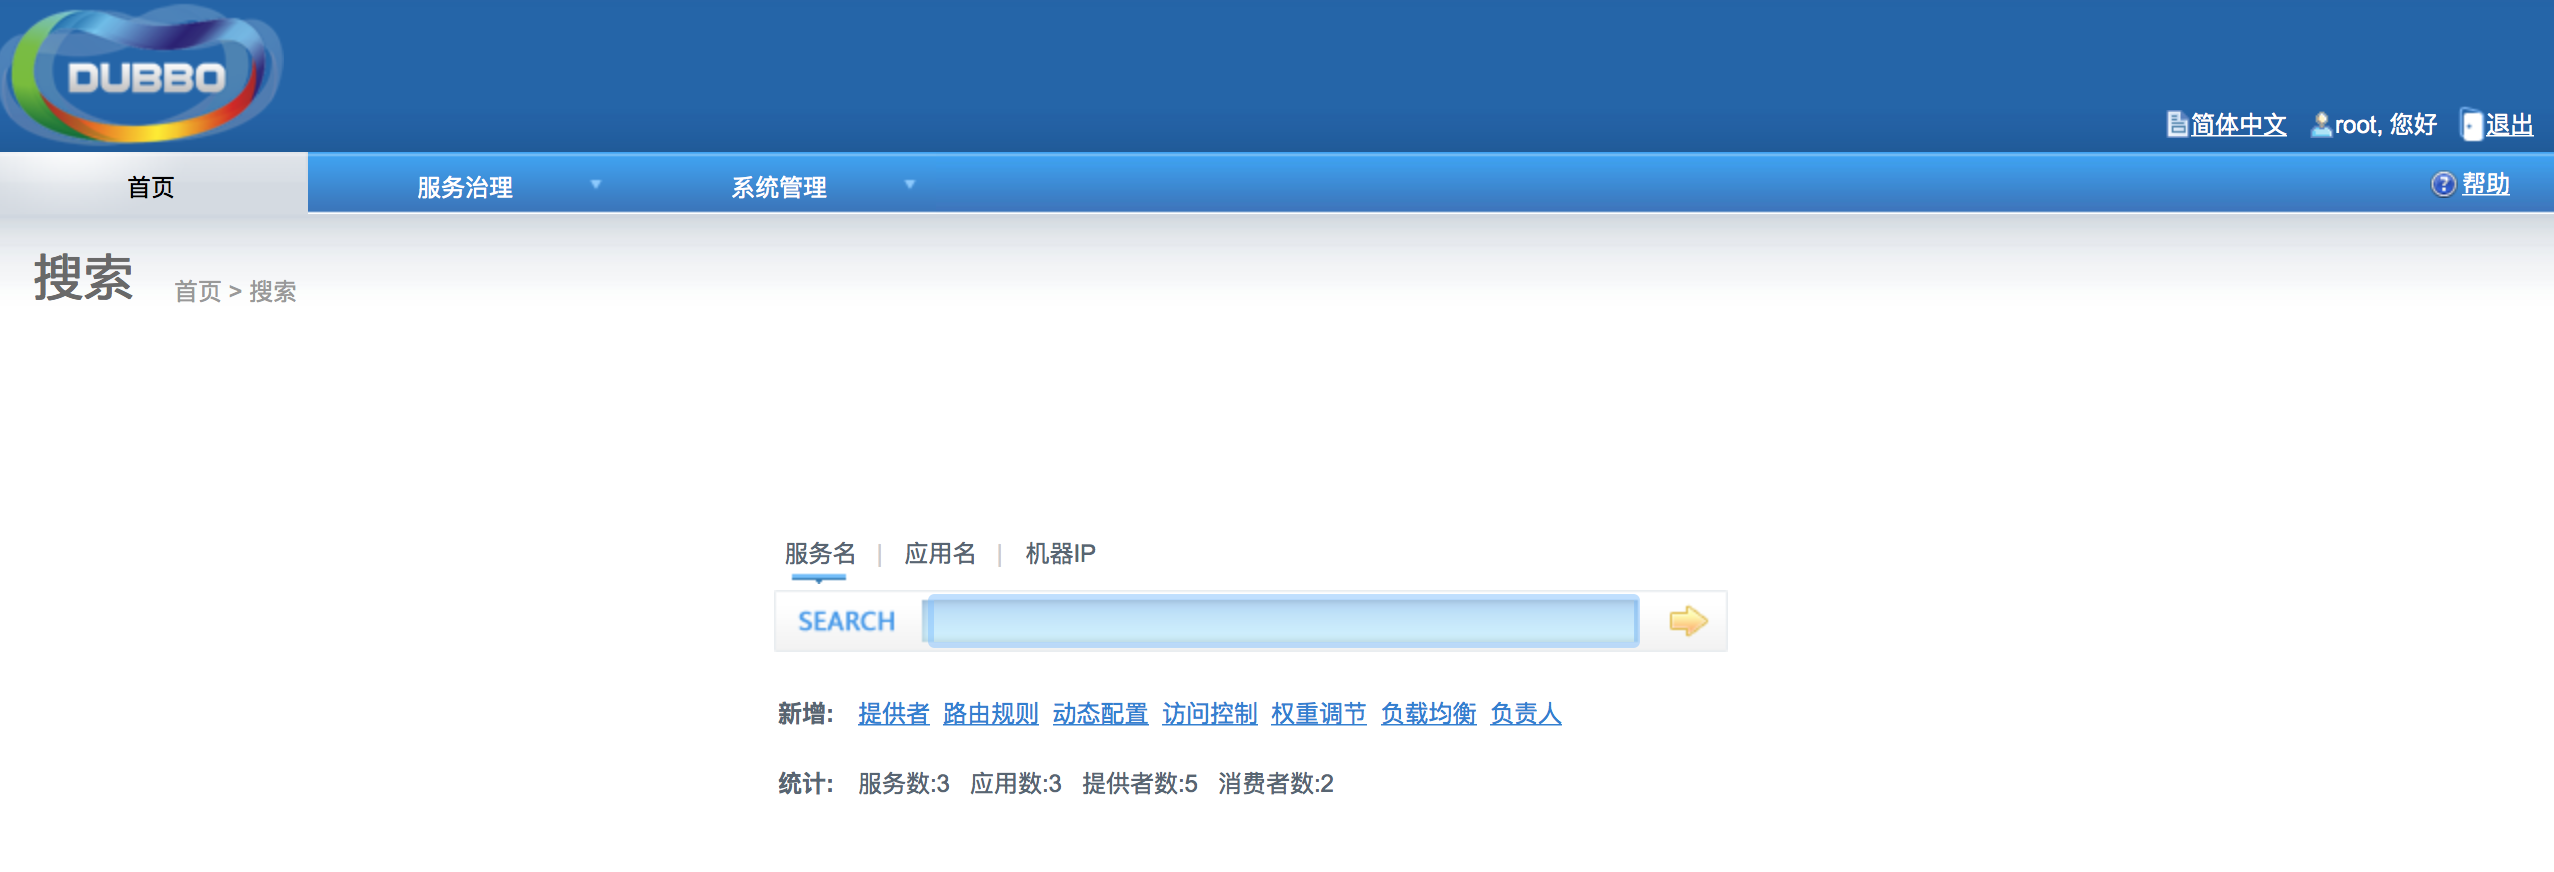 DUBBO
简体中文 root, 您好 退出
首页 服务治理 系统管理 帮助
搜索 首页 > 搜索
服务名 | 应用名 | 机器IP
SEARCH
新增: 提供者 路由规则 动态配置 访问控制 权重调节 负载均衡 负责人
统计: 服务数:3 应用数:3 提供者数:5 消费者数:2